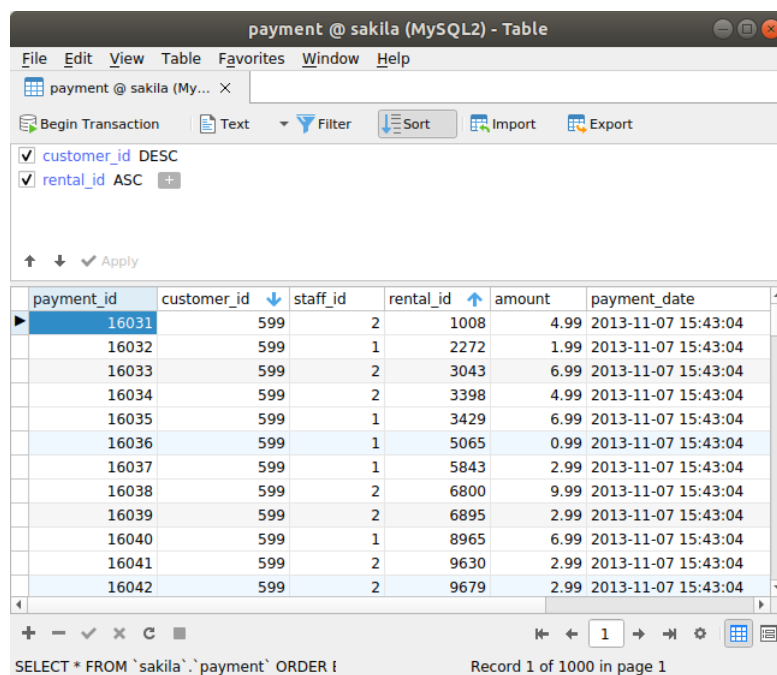 payment @ sakila (MySQL2) - Table
File Edit View Table Favorites Window Help
payment @ sakila (My... X
Begin Transaction Text Filter Sort Import Export
customer_id DESC
rental_id ASC +
Apply
payment_id customer_id staff_id rental_id amount payment_date
16031 599 2 1008 4.99 2013-11-07 15:43:04
16032 599 1 2272 1.99 2013-11-07 15:43:04
16033 599 2 3043 6.99 2013-11-07 15:43:04
16034 599 2 3398 4.99 2013-11-07 15:43:04
16035 599 1 3429 6.99 2013-11-07 15:43:04
16036 599 1 5065 0.99 2013-11-07 15:43:04
16037 599 1 5843 2.99 2013-11-07 15:43:04
16038 599 2 6800 9.99 2013-11-07 15:43:04
16039 599 2 6895 2.99 2013-11-07 15:43:04
16040 599 1 8965 6.99 2013-11-07 15:43:04
16041 599 2 9630 2.99 2013-11-07 15:43:04
16042 599 2 9679 2.99 2013-11-07 15:43:04
1
SELECT * FROM `sakila`.`payment` ORDER Record 1 of 1000 in page 1